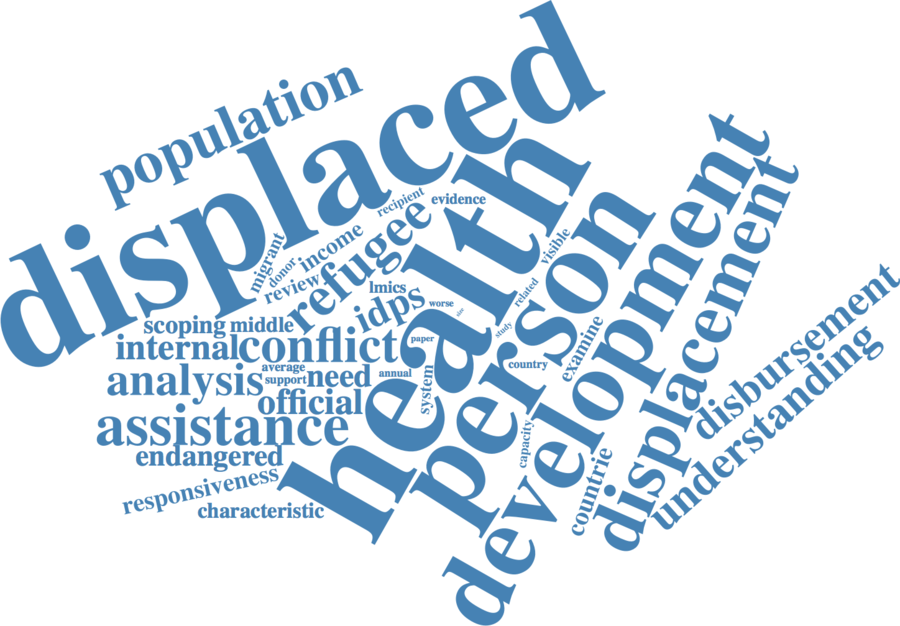 displaced
population
health
person
development
displacement
disbursement
understanding
recipient
evidence
refugee
income
migrant
donor
review
lmics
idps
worse
visible
related
study
scoping
middle
internal
conflict
paper
country
examine
average
analysis
support
need
annual
system
official
assistance
capacity
endangered
countrie
responsiveness
characteristic